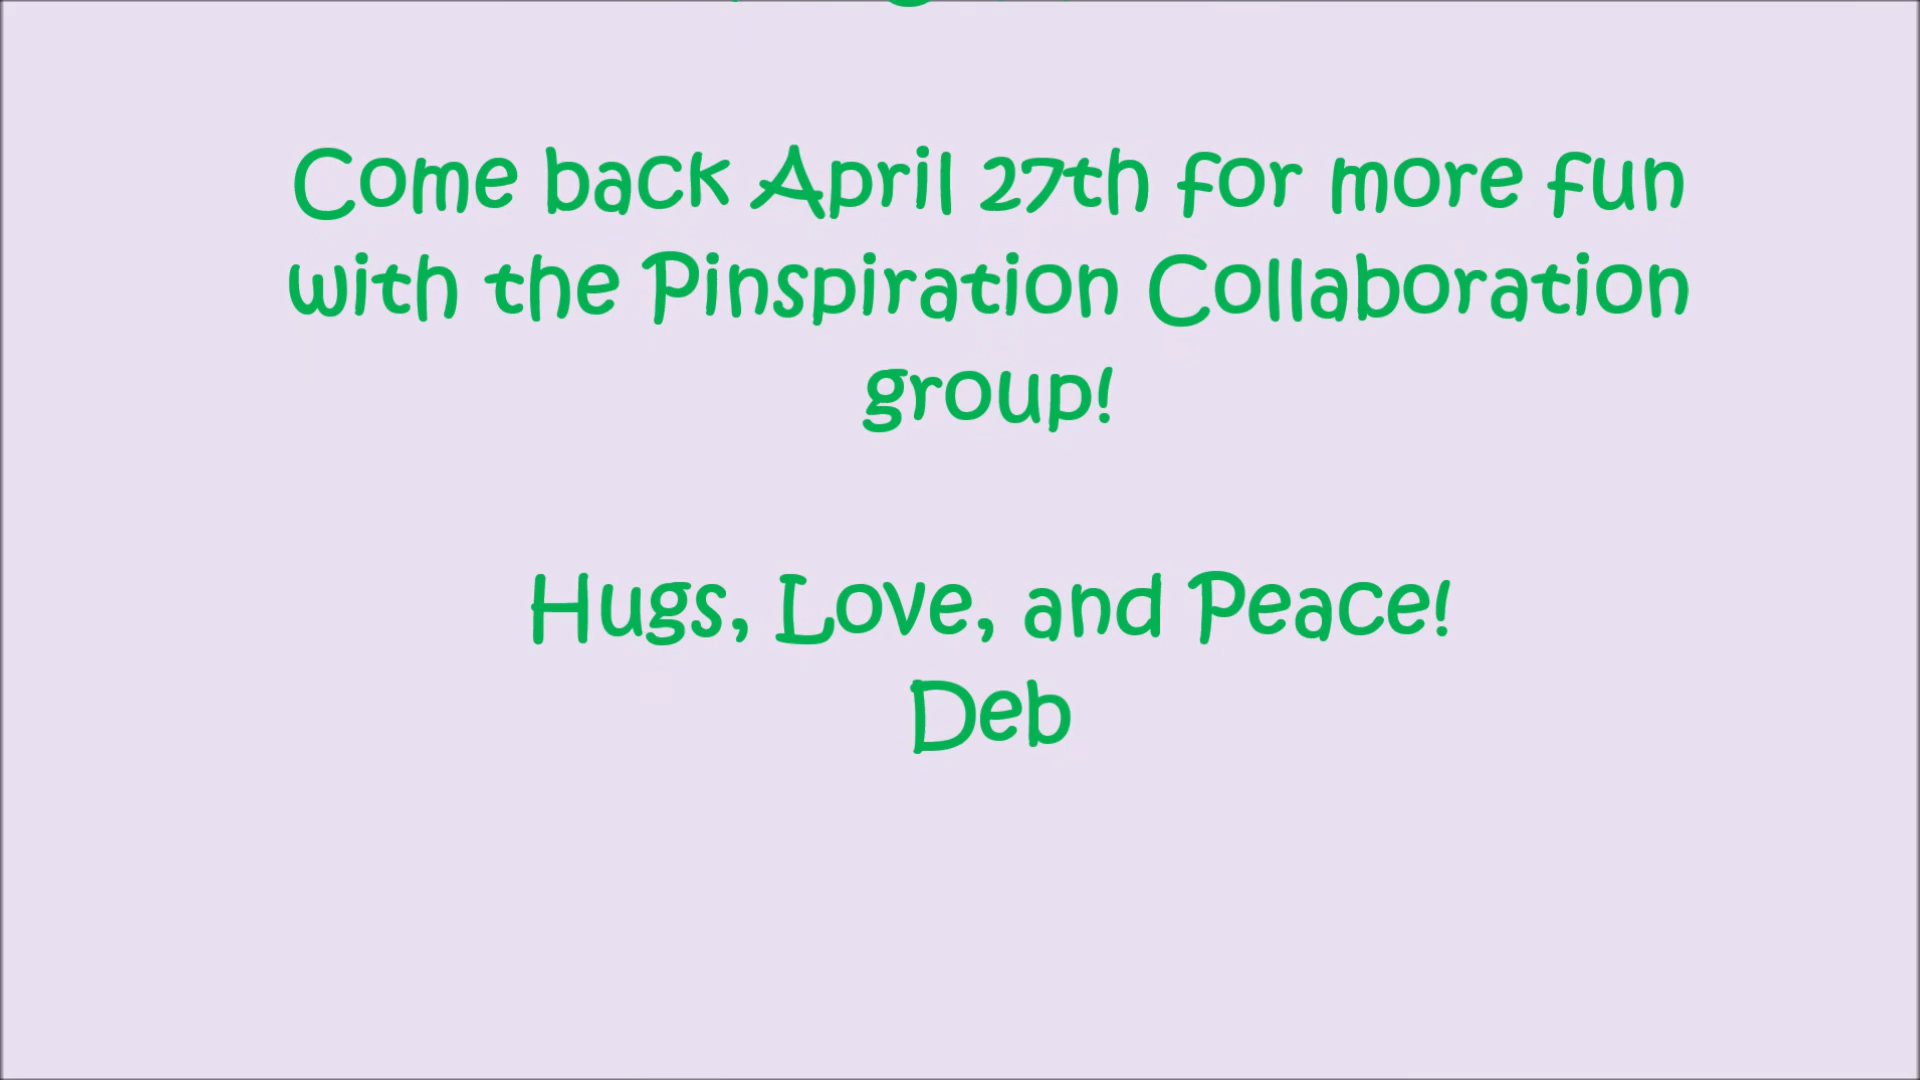 Come back April 27th for more fun
with the Pinspiration Collaboration
group!
Hugs, Love, and Peace!
Deb